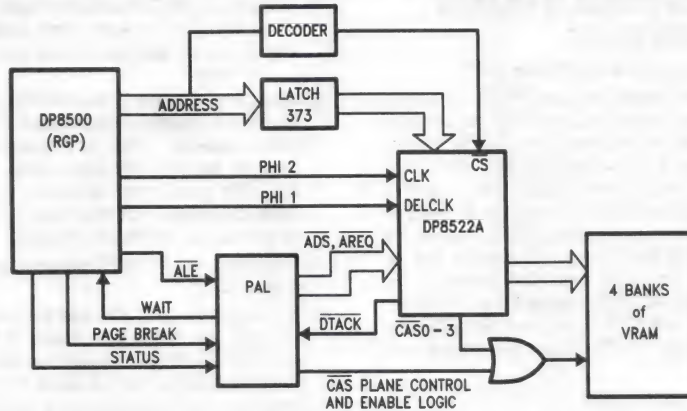 DECODER
DP8500
(RGP)
ADDRESS
LATCH
373
CS
PHI 2
CLK
PHI 1
DELCLK
DP8522A
ADS, AREQ
ALE
PAL
4 BANKS
of
VRAM
WAIT
DTACK
CAS0-3
PAGE BREAK
STATUS
CAS PLANE CONTROL
AND ENABLE LOGIC